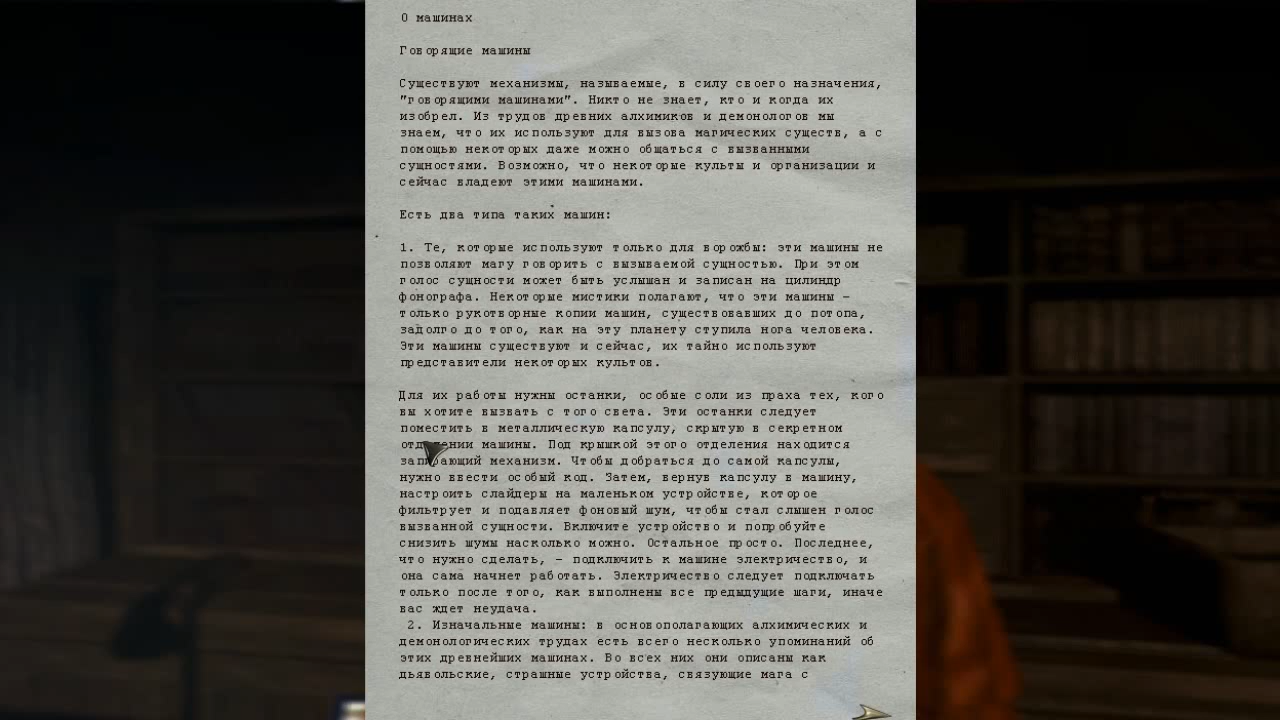 О машинах
Говорящие машины
Существуют механизмы, называемые, в силу своего назначения,
"говорящими машинами". Никто не знает, кто и когда их
изобрел. Из трудов древних алхимиков и демонологов мы
знаем, что их используют для вызова магических существ, а с
помощью некоторых даже можно общаться с вызванными
сущностями. Возможно, что некоторые культы и организации и
сейчас владеют этими машинами.
Есть два типа таких машин:
1. Те, которые используют только для ворожбы: эти машины не
позволяют магу говорить с вызываемой сущностью. При этом
голос сущности может быть услышан и записан на цилиндр
фонографа. Некоторые мистики полагают, что эти машины –
только рукотворные копии машин, существовавших до потопа,
задолго до того, как на эту планету ступила нога человека.
Эти машины существуют и сейчас, их тайно используют
представители некоторых культов.
Для их работы нужны останки, особые соли из праха тех, кого
вы хотите вызвать с того света. Эти останки следует
поместить в металлическую капсулу, скрытую в секретном
отделении машины. Под крышкой этого отделения находится
запирающий механизм. Чтобы добраться до самой капсулы,
нужно ввести особый код. Затем, вернув капсулу в машину,
настроить слайдеры на маленьком устройстве, которое
фильтрует и подавляет фоновый шум, чтобы стал слышен голос
вызванной сущности. Включите устройство и попробуйте
снизить шумы насколько можно. Остальное просто. Последнее,
что нужно сделать, – подключить к машине электричество, и
она сама начнет работать. Электричество следует подключать
только после того, как выполнены все предыдущие шаги, иначе
вас ждет неудача.
2. Изначальные машины: в основополагающих алхимических и
демонологических трудах есть всего несколько упоминаний об
этих древнейших машинах. Во всех них они описаны как
дьявольские, страшные устройства, связующие мага с